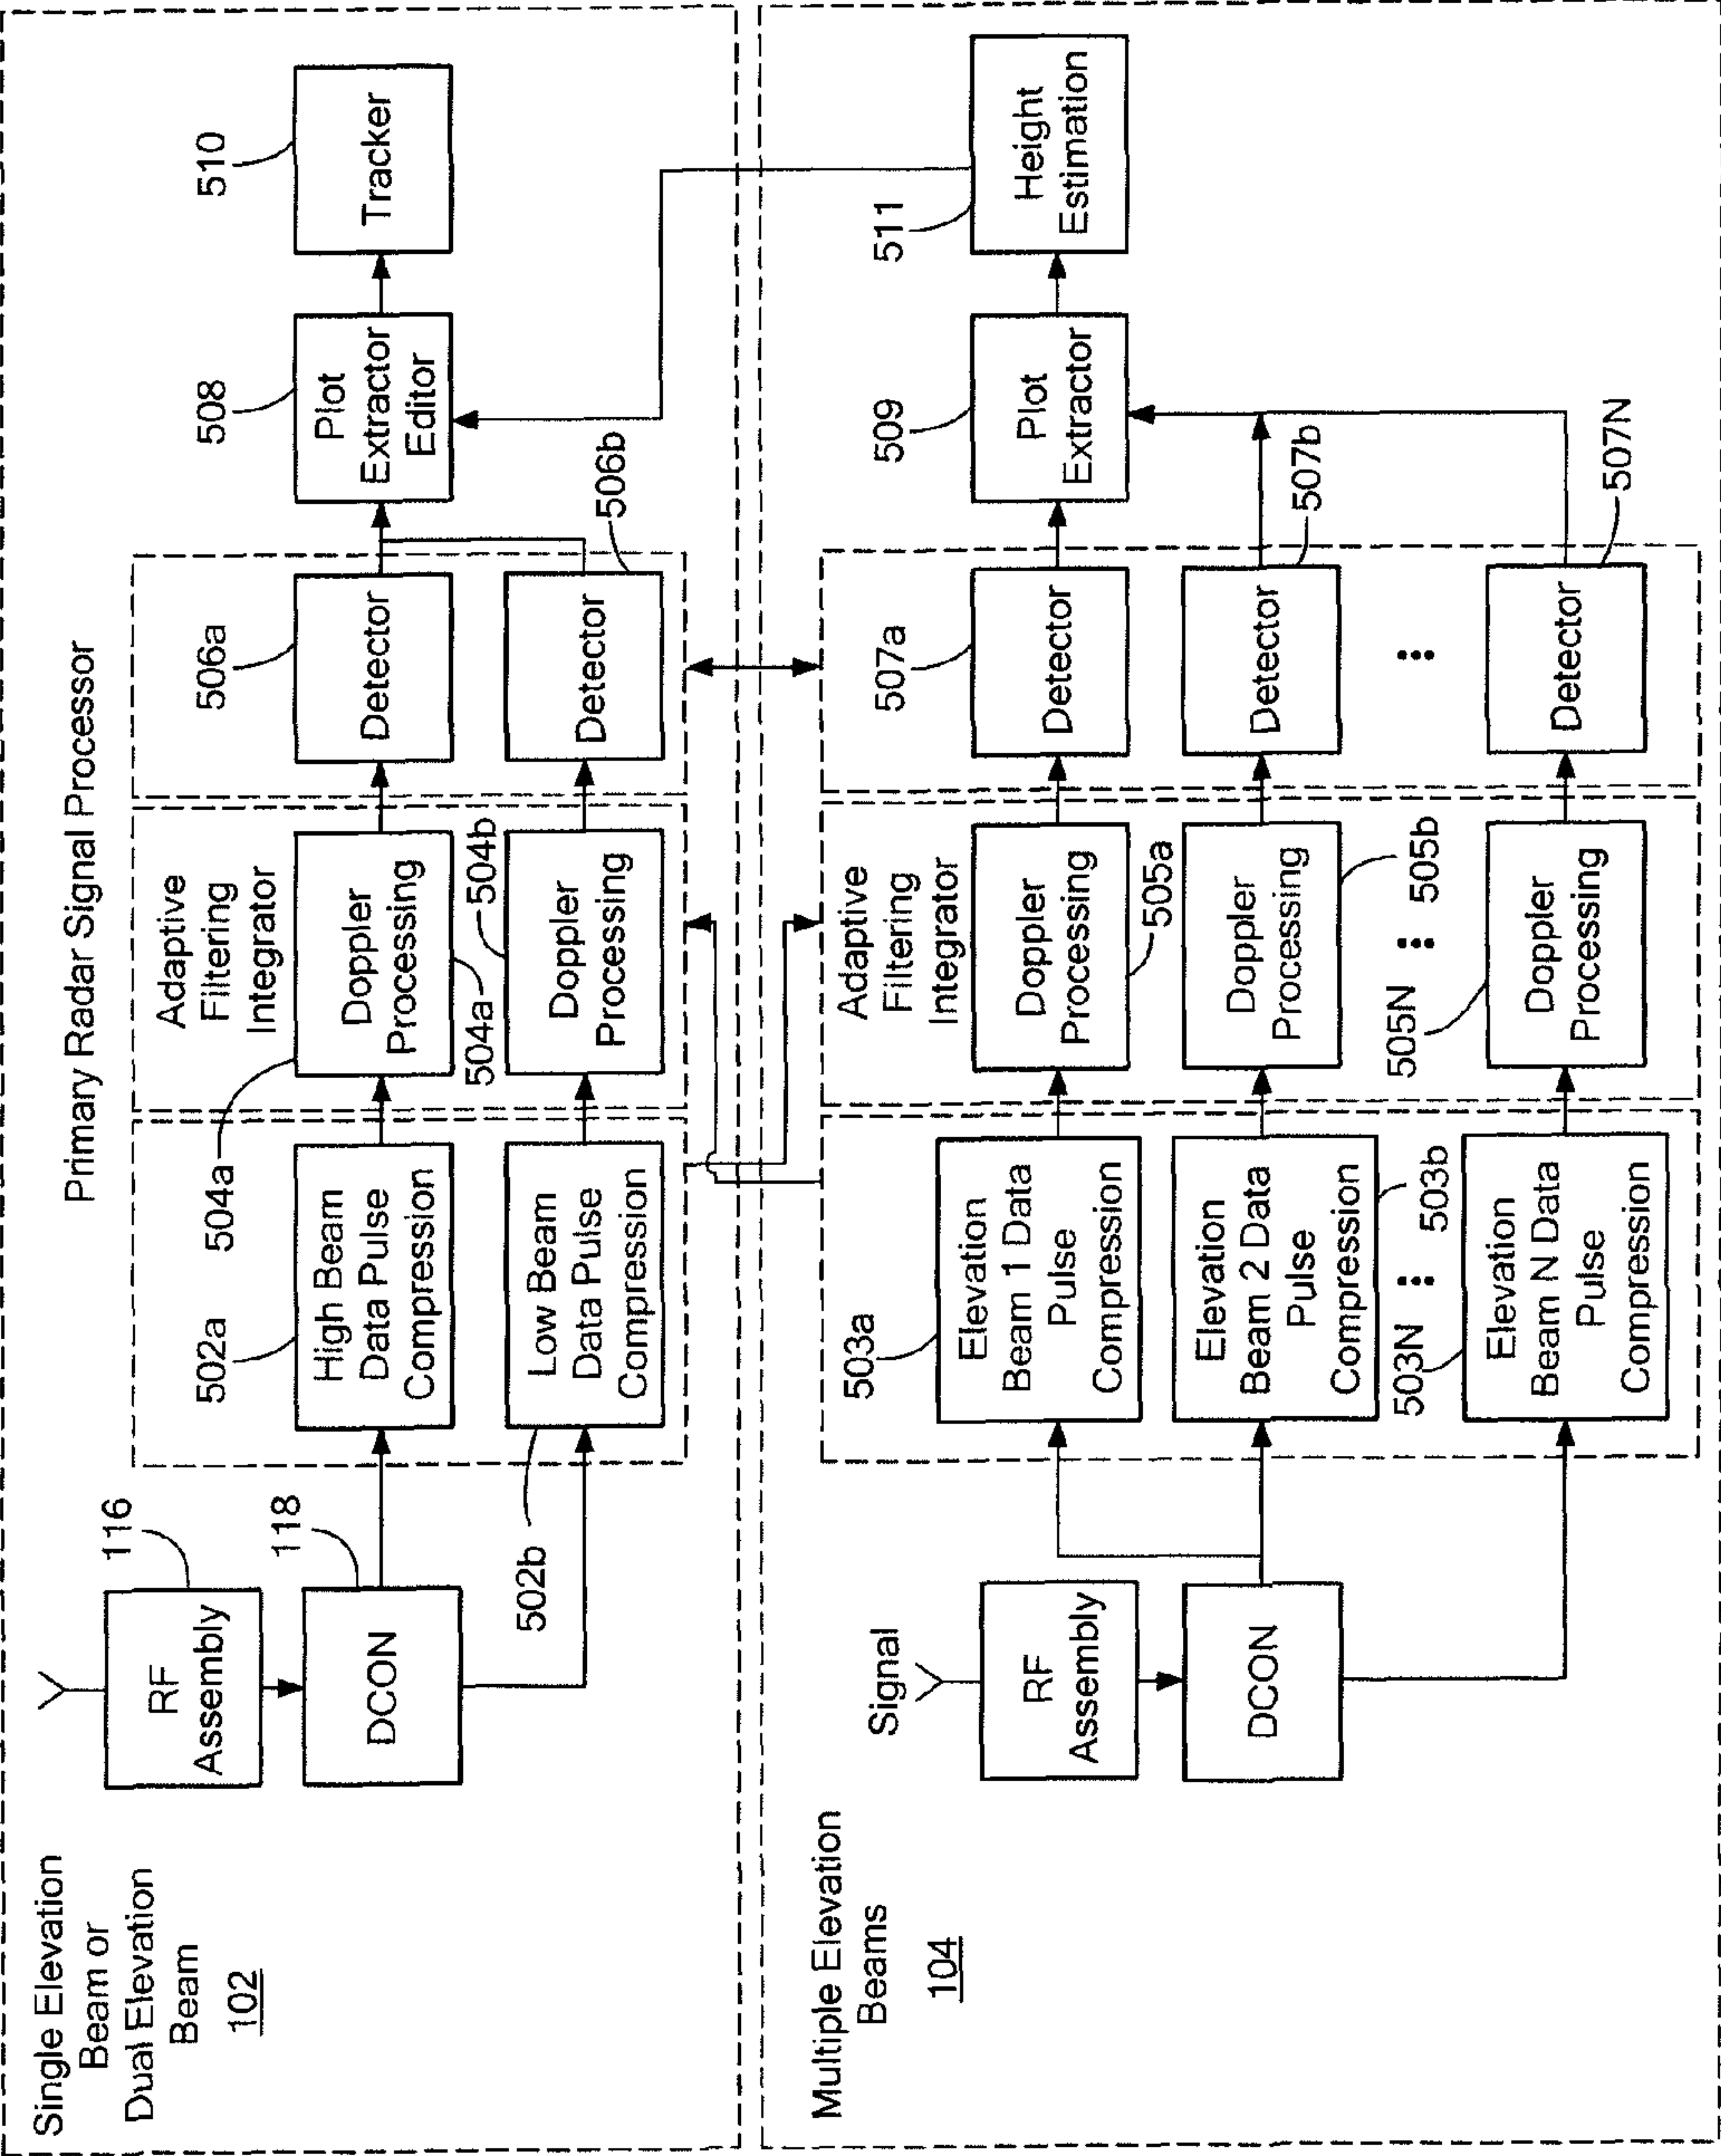 Primary Radar Signal Processor
Single Elevation
Beam or
Dual Elevation
Beam
102
116
RF
Assembly
118
DCON
502a
High Beam
Data Pulse
Compression
502b
Low Beam
Data Pulse
Compression
Adaptive
Filtering
Integrator
504a
Doppler
Processing
504a
504b
Doppler
Processing
506a
Detector
506b
Detector
508
Plot
Extractor
Editor
510
Tracker
Multiple Elevation
Beams
104
Signal
RF
Assembly
DCON
503a
Elevation
Beam 1 Data
Pulse
Compression
Elevation
Beam 2 Data
Pulse
Compression
503b
503N
Elevation
Beam N Data
Pulse
Compression
Adaptive
Filtering
Integrator
Doppler
Processing
505a
Doppler
Processing
505b
505N
Doppler
Processing
507a
Detector
507b
Detector
507N
Detector
509
Plot
Extractor
511
Height
Estimation